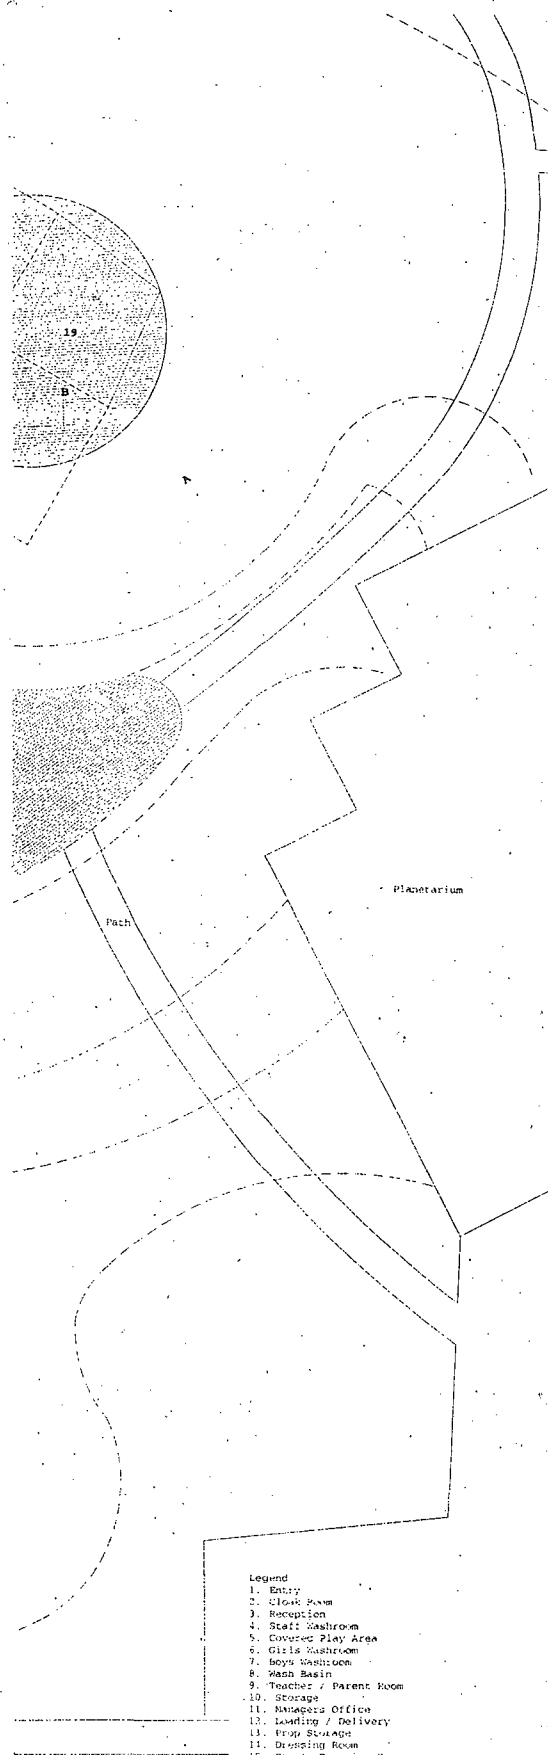 19
B
A
Planetarium
Path
Legend
1. Entry
2. Cloak Room
3. Reception
4. Staff Washroom
5. Covered Play Area
6. Girls Washroom
7. Boys Washroom
8. Wash Basin
9. Teacher / Parent Room
10. Storage
11. Managers Office
12. Loading / Delivery
13. Prop Storage
14. Dressing Room